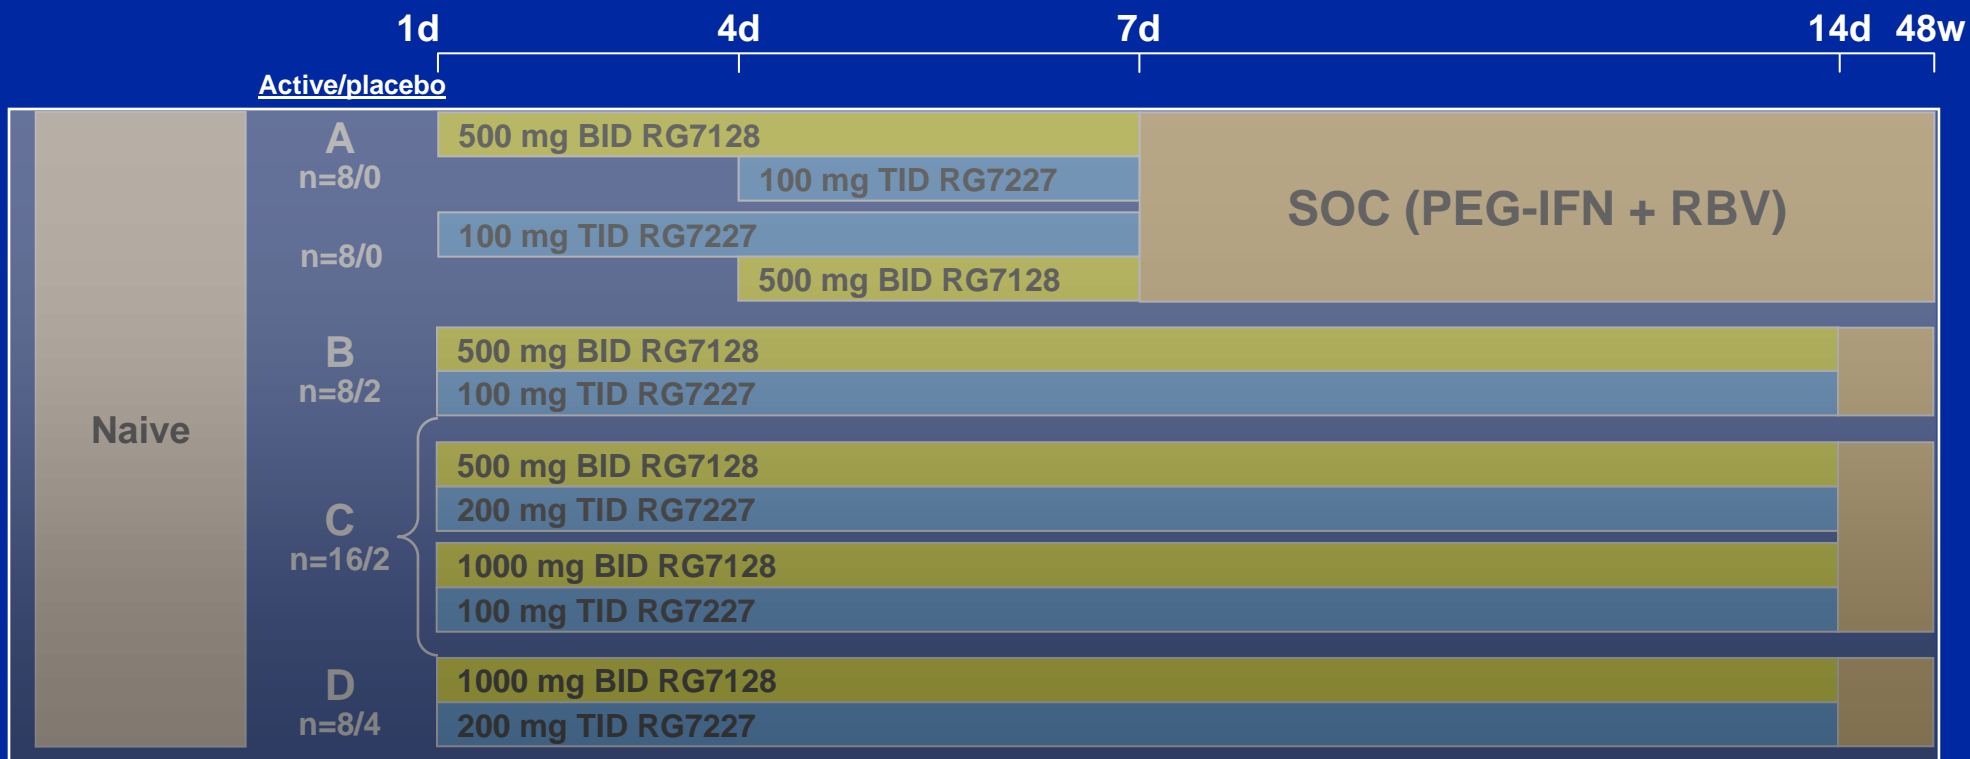 1d 4d 7d 14d 48w
Active/placebo
Naive
A
n=8/0
500 mg BID RG7128
100 mg TID RG7227
n=8/0
100 mg TID RG7227
500 mg BID RG7128
SOC (PEG-IFN + RBV)
B
n=8/2
500 mg BID RG7128
100 mg TID RG7227
C
n=16/2
500 mg BID RG7128
200 mg TID RG7227
1000 mg BID RG7128
100 mg TID RG7227
D
n=8/4
1000 mg BID RG7128
200 mg TID RG7227